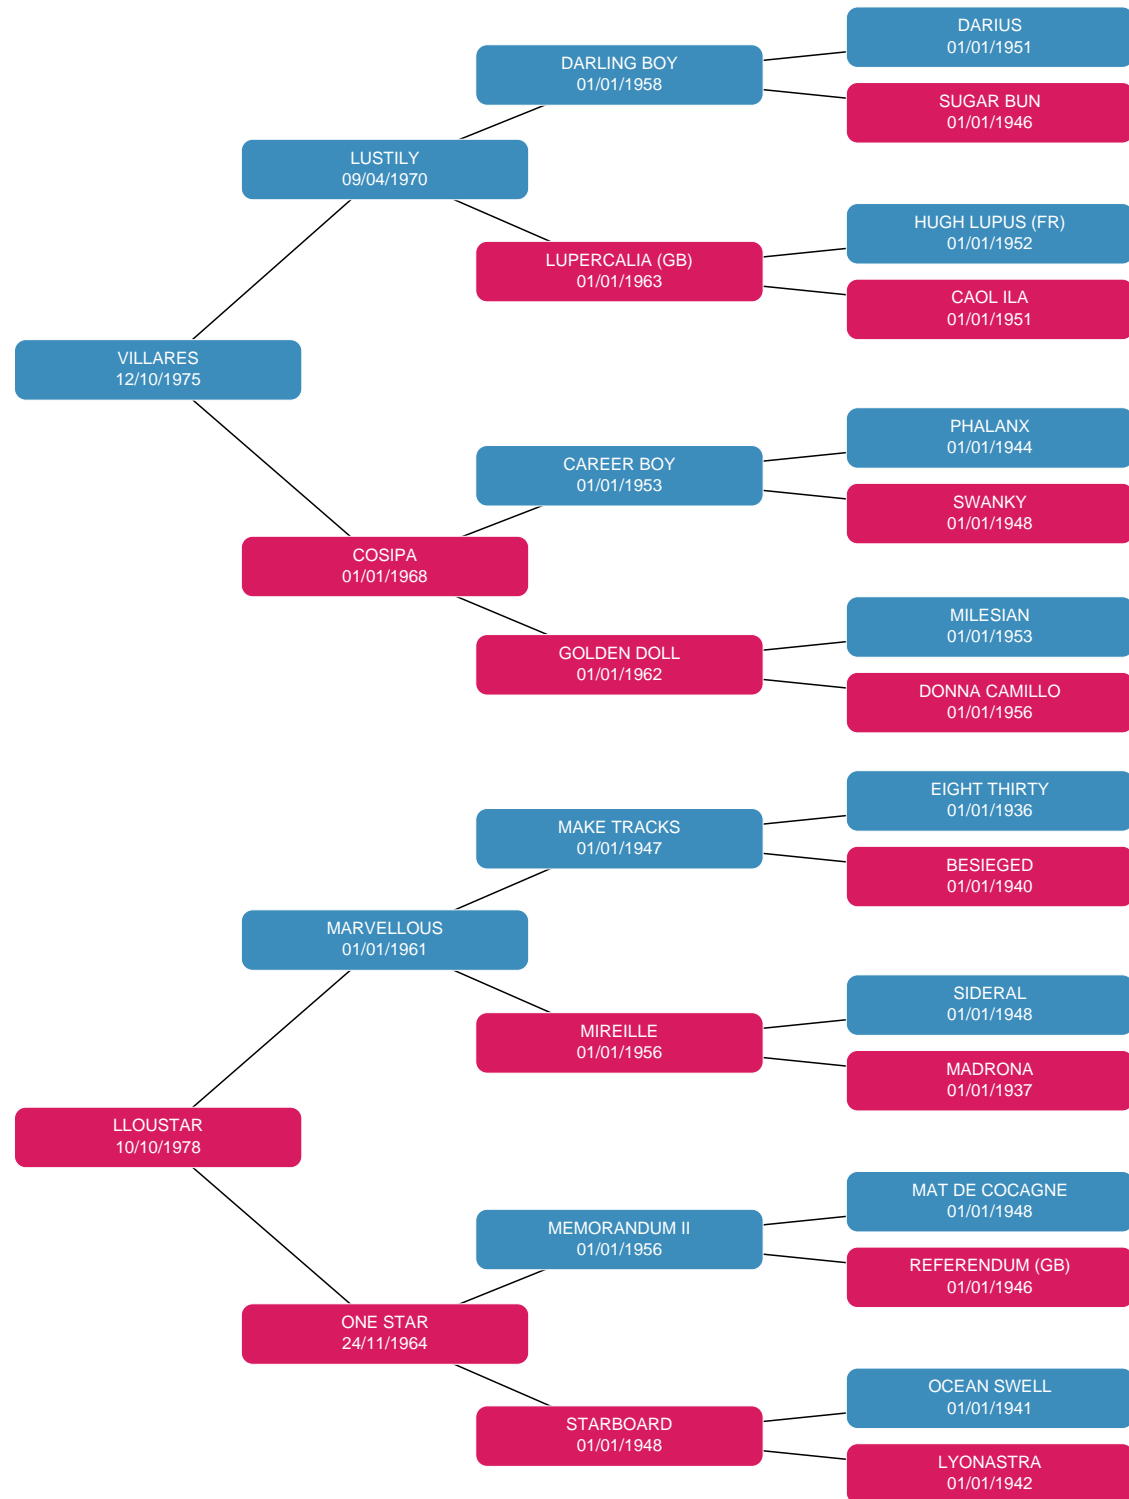 DARIUS
01/01/1951
DARLING BOY
01/01/1958
SUGAR BUN
01/01/1946
LUSTILY
09/04/1970
HUGH LUPUS (FR)
01/01/1952
LUPERCALIA (GB)
01/01/1963
CAOL ILA
01/01/1951
VILLARES
12/10/1975
PHALANX
01/01/1944
CAREER BOY
01/01/1953
SWANKY
01/01/1948
COSIPA
01/01/1968
MILESIAN
01/01/1953
GOLDEN DOLL
01/01/1962
DONNA CAMILLO
01/01/1956
EIGHT THIRTY
01/01/1936
MAKE TRACKS
01/01/1947
BESIEGED
01/01/1940
MARVELLOUS
01/01/1961
SIDERAL
01/01/1948
MIREILLE
01/01/1956
MADRONA
01/01/1937
LLOUSTAR
10/10/1978
MAT DE COCAGNE
01/01/1948
MEMORANDUM II
01/01/1956
REFERENDUM (GB)
01/01/1946
ONE STAR
24/11/1964
OCEAN SWELL
01/01/1941
STARBOARD
01/01/1948
LYONASTRA
01/01/1942